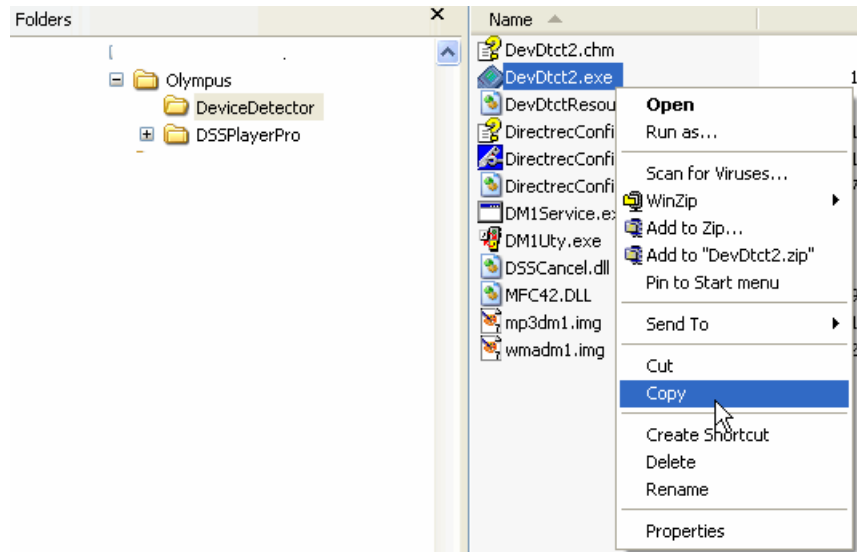 Folders
Olympus
DeviceDetector
DSSPlayerPro
Name
DevDtct2.chm
DevDtct2.exe
DevDtctResou
DirectrecConfi
DirectrecConfi
DirectrecConfi
DM1Service.ex
DM1Uty.exe
DSSCancel.dll
MFC42.DLL
mp3dm1.img
wmadm1.img
1
Open
Run as...
Scan for Viruses...
WinZip
Add to Zip...
Add to "DevDtct2.zip"
Pin to Start menu
Send To
Cut
Copy
Create Shortcut
Delete
Rename
Properties